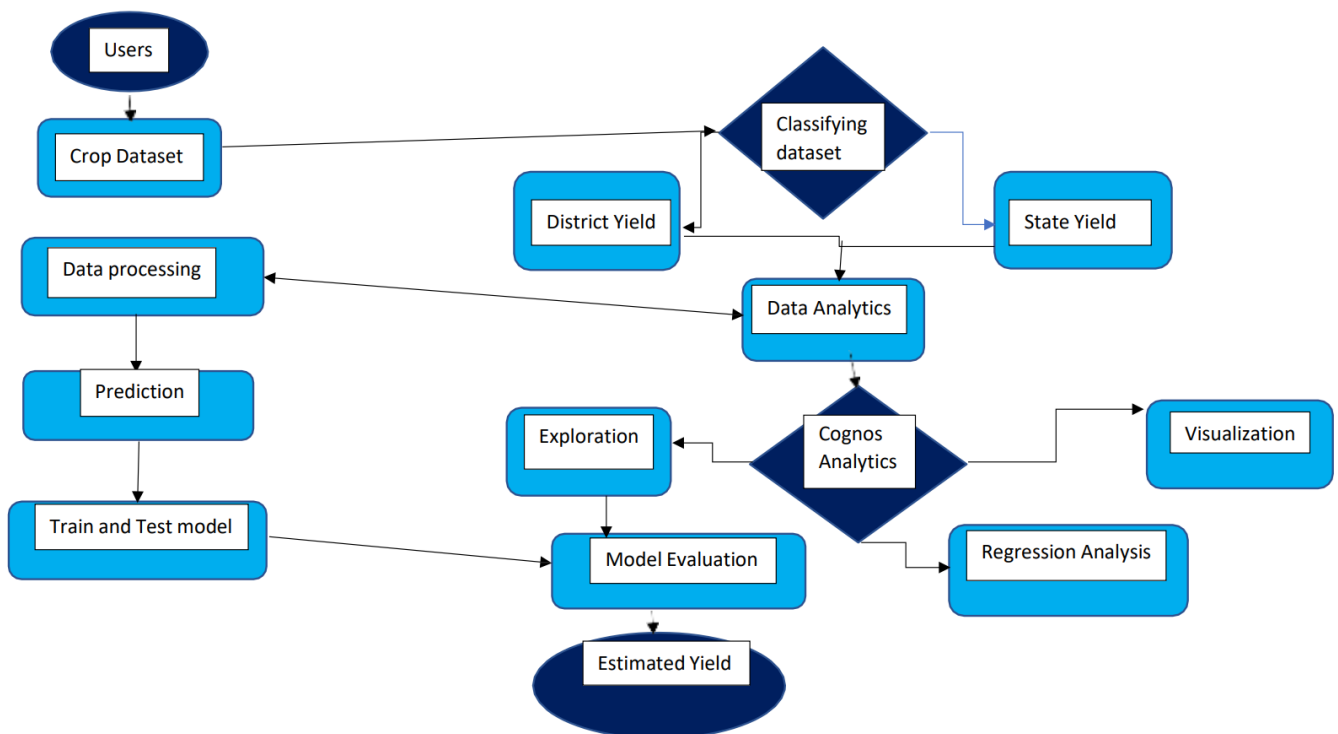 Users
Crop Dataset
Classifying
dataset
District Yield
State Yield
Data processing
Data Analytics
Prediction
Exploration
Cognos
Analytics
Visualization
Train and Test model
Model Evaluation
Regression Analysis
Estimated Yield